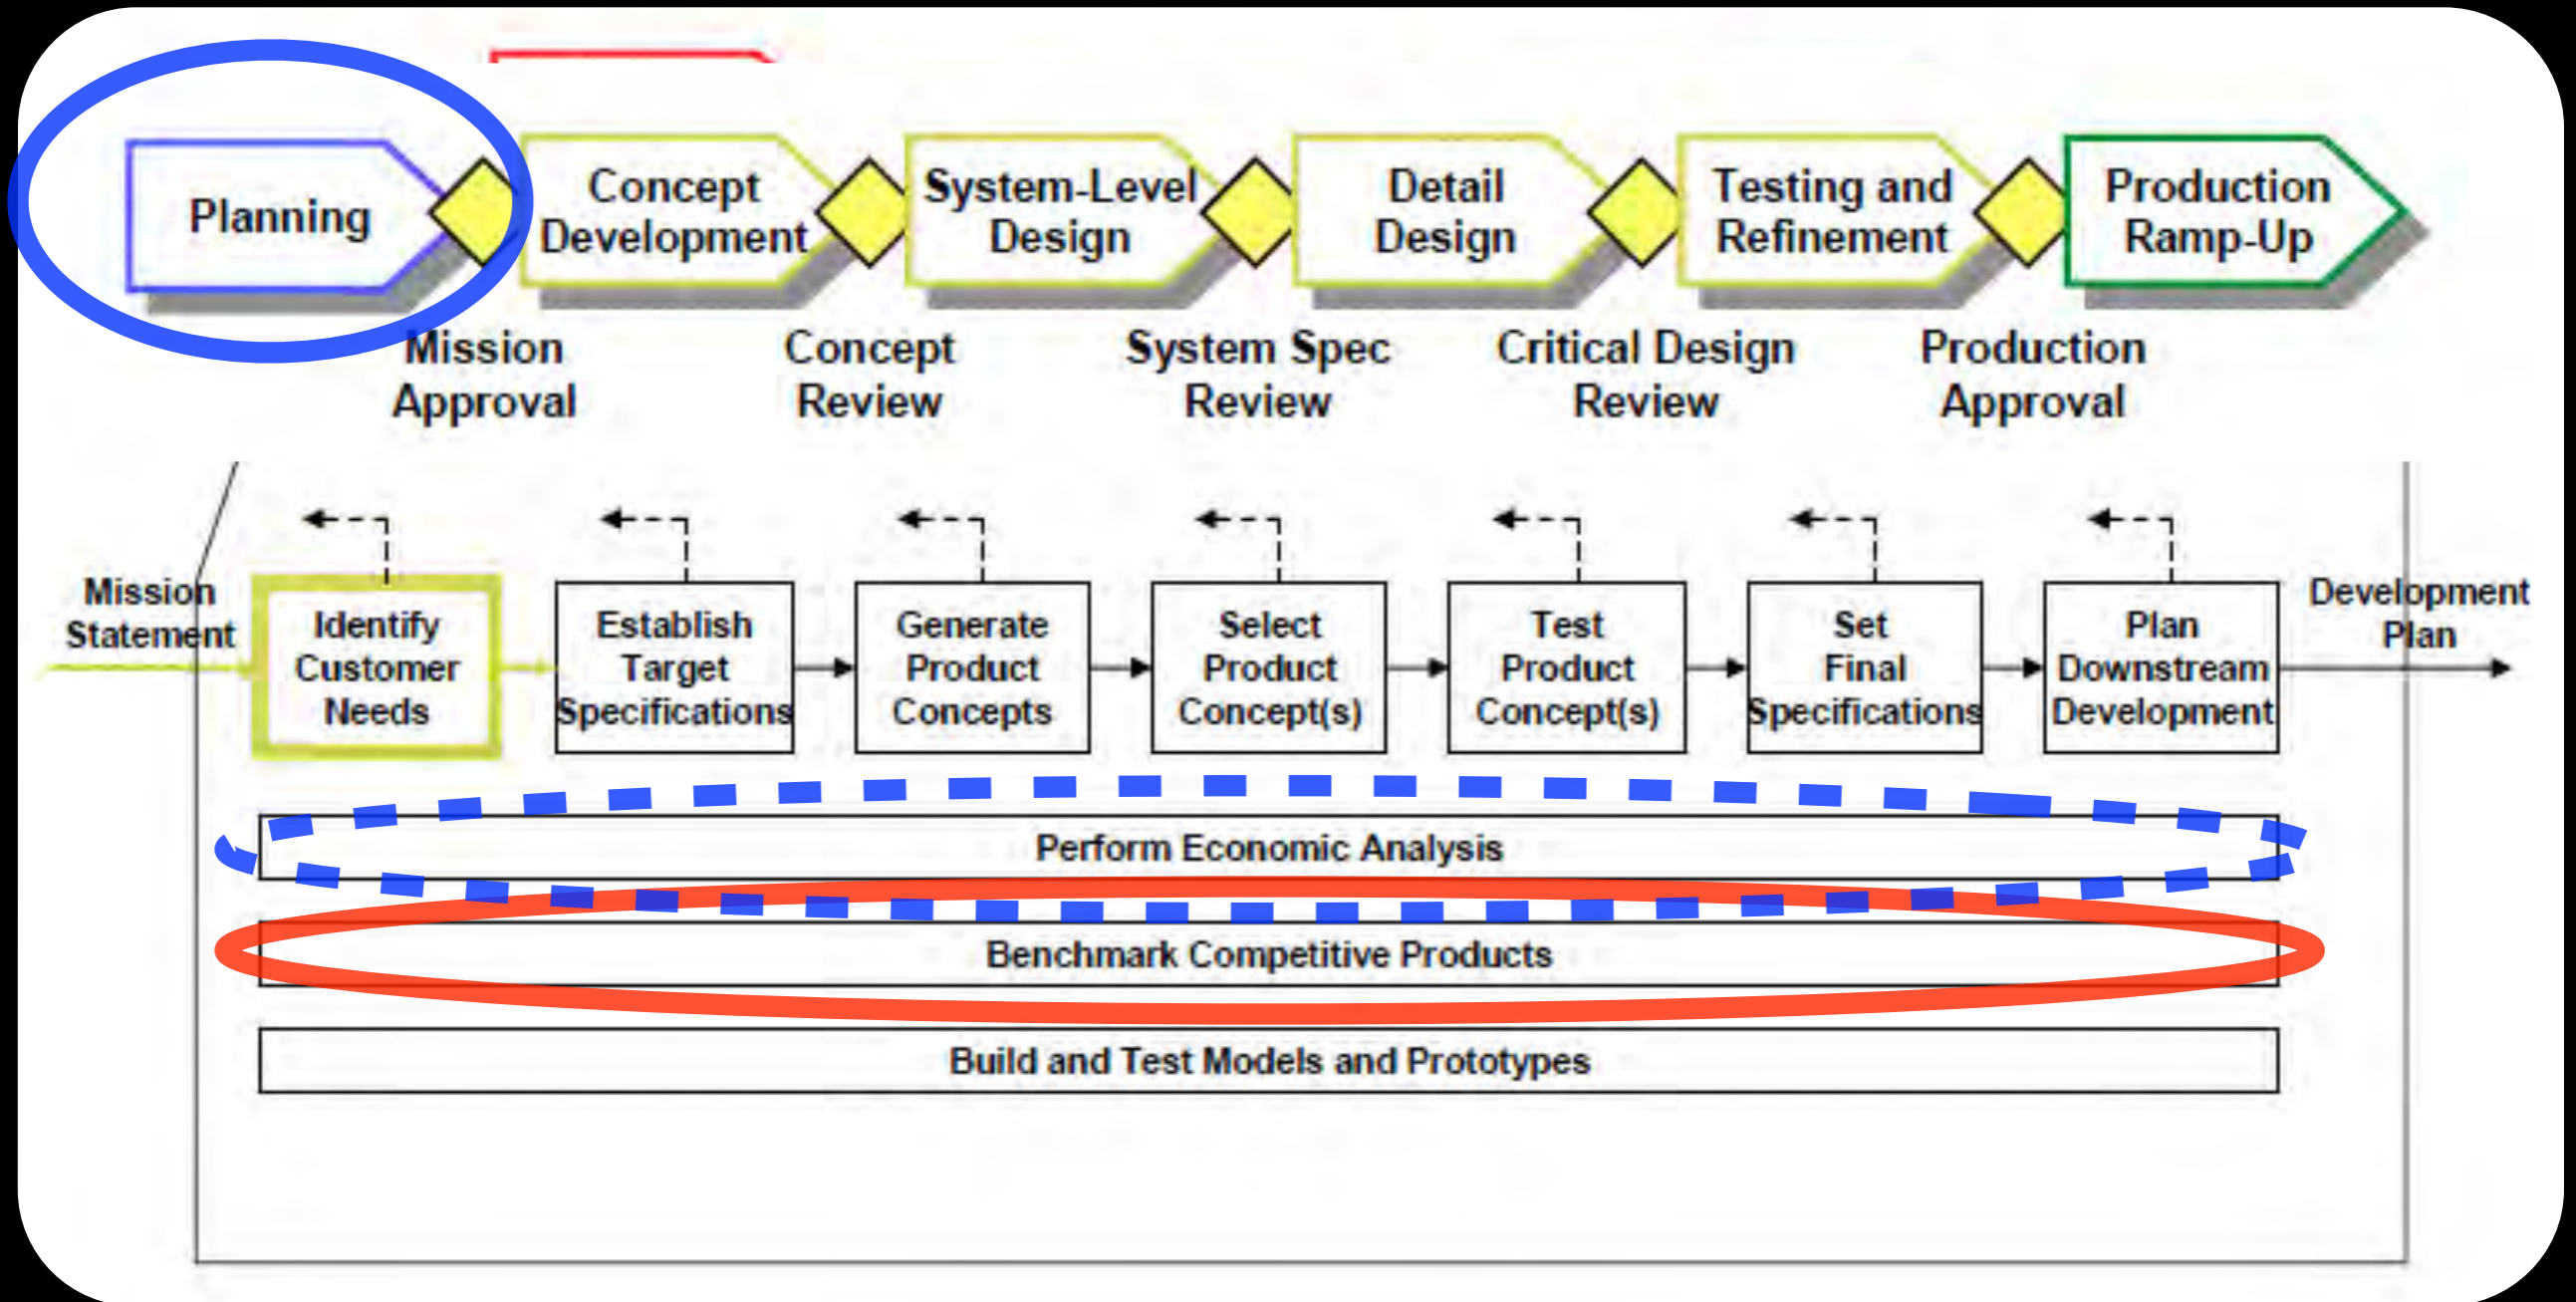 Planning
Concept
Development
System-Level
Design
Detail
Design
Testing and
Refinement
Production
Ramp-Up
Mission
Approval
Concept
Review
System Spec
Review
Critical Design
Review
Production
Approval
Mission
Statement
Identify
Customer
Needs
Establish
Target
Specifications
Generate
Product
Concepts
Select
Product
Concept(s)
Test
Product
Concept(s)
Set
Final
Specifications
Plan
Downstream
Development
Development
Plan
Perform Economic Analysis
Benchmark Competitive Products
Build and Test Models and Prototypes